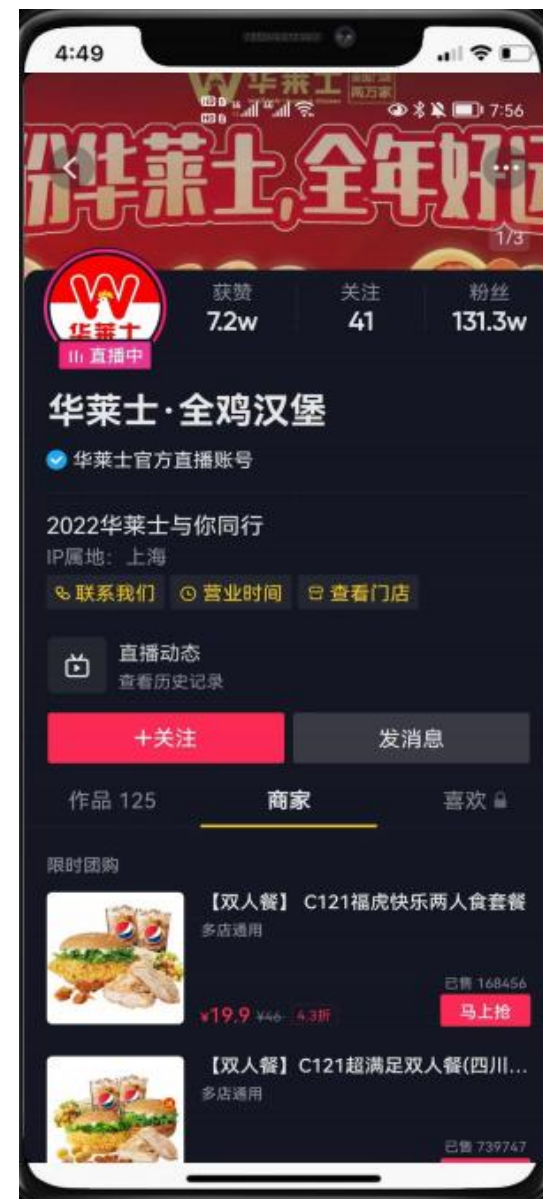 4:49
华莱士
7:56
份华莱士,全年好运
1/3
华莱士
直播中
获赞
关注
粉丝
7.2w
41
131.3w
华莱士·全鸡汉堡
华莱士官方直播账号
2022华莱士与你同行
IP属地：上海
联系我们
营业时间
查看门店
直播动态
查看历史记录
+关注
发消息
作品 125
商家
喜欢
限时团购
【双人餐】 C121福虎快乐两人食套餐
多店通用
已售 168456
¥19.9 ¥46 4.3折
马上抢
【双人餐】 C121超满足双人餐(四川...
多店通用
已售 739747